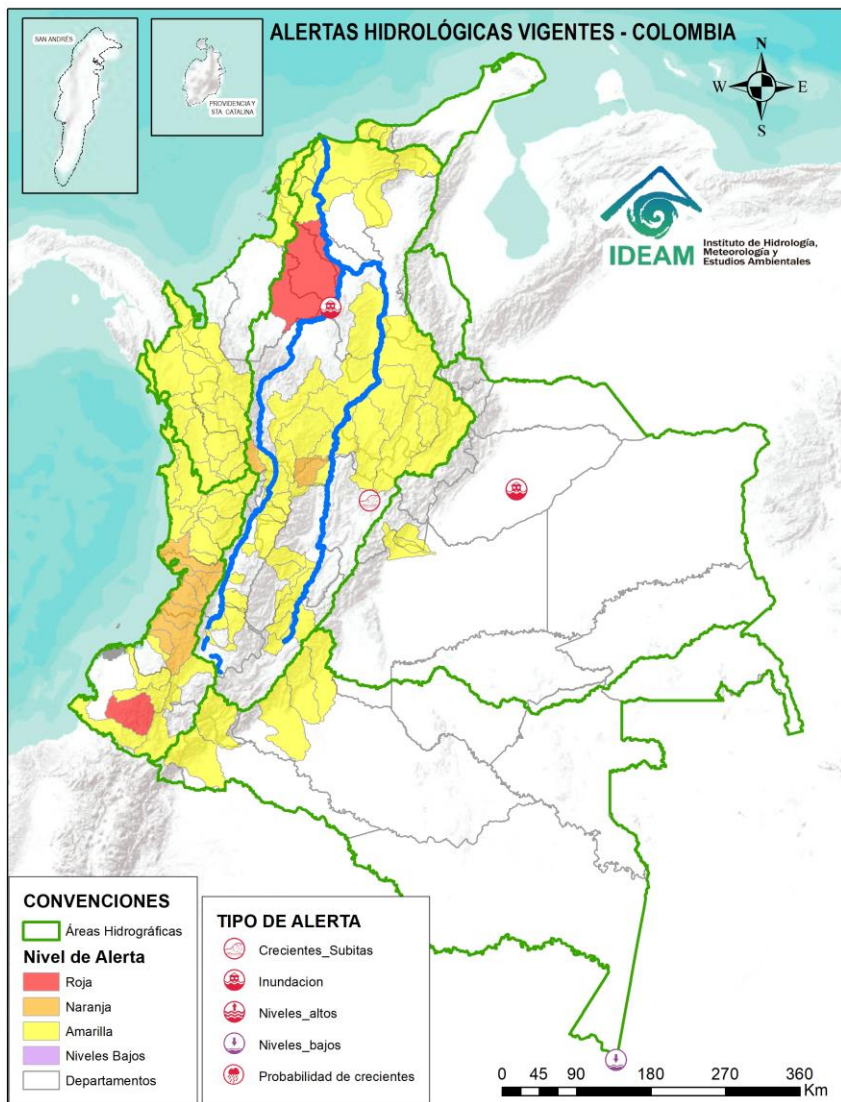 ALERTAS HIDROLÓGICAS VIGENTES - COLOMBIA
SAN ANDRÉS
PROVIDENCIA Y
STA. CATALINA
N
W
E
S
IDEAM
Instituto de Hidrología,
Meteorología y
Estudios Ambientales
CONVENCIONES
Áreas Hidrográficas
Nivel de Alerta
Roja
Naranja
Amarilla
Niveles Bajos
Departamentos
TIPO DE ALERTA
Crecientes_Subitas
Inundacion
Niveles_altos
Niveles_bajos
Probabilidad de crecientes
0 45 90 180 270 360
Km